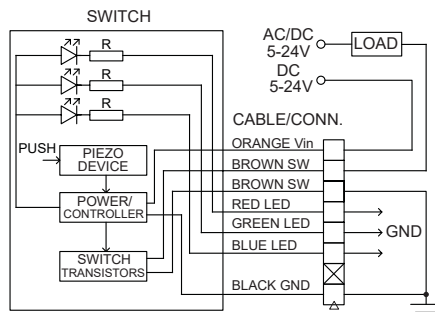 SWITCH
R
R
R
AC/DC
5-24V
LOAD
DC
5-24V
CABLE/CONN.
PUSH
PIEZO
DEVICE
POWER/
CONTROLLER
SWITCH
TRANSISTORS
ORANGE Vin
BROWN SW
BROWN SW
RED LED
GREEN LED
BLUE LED
BLACK GND
GND